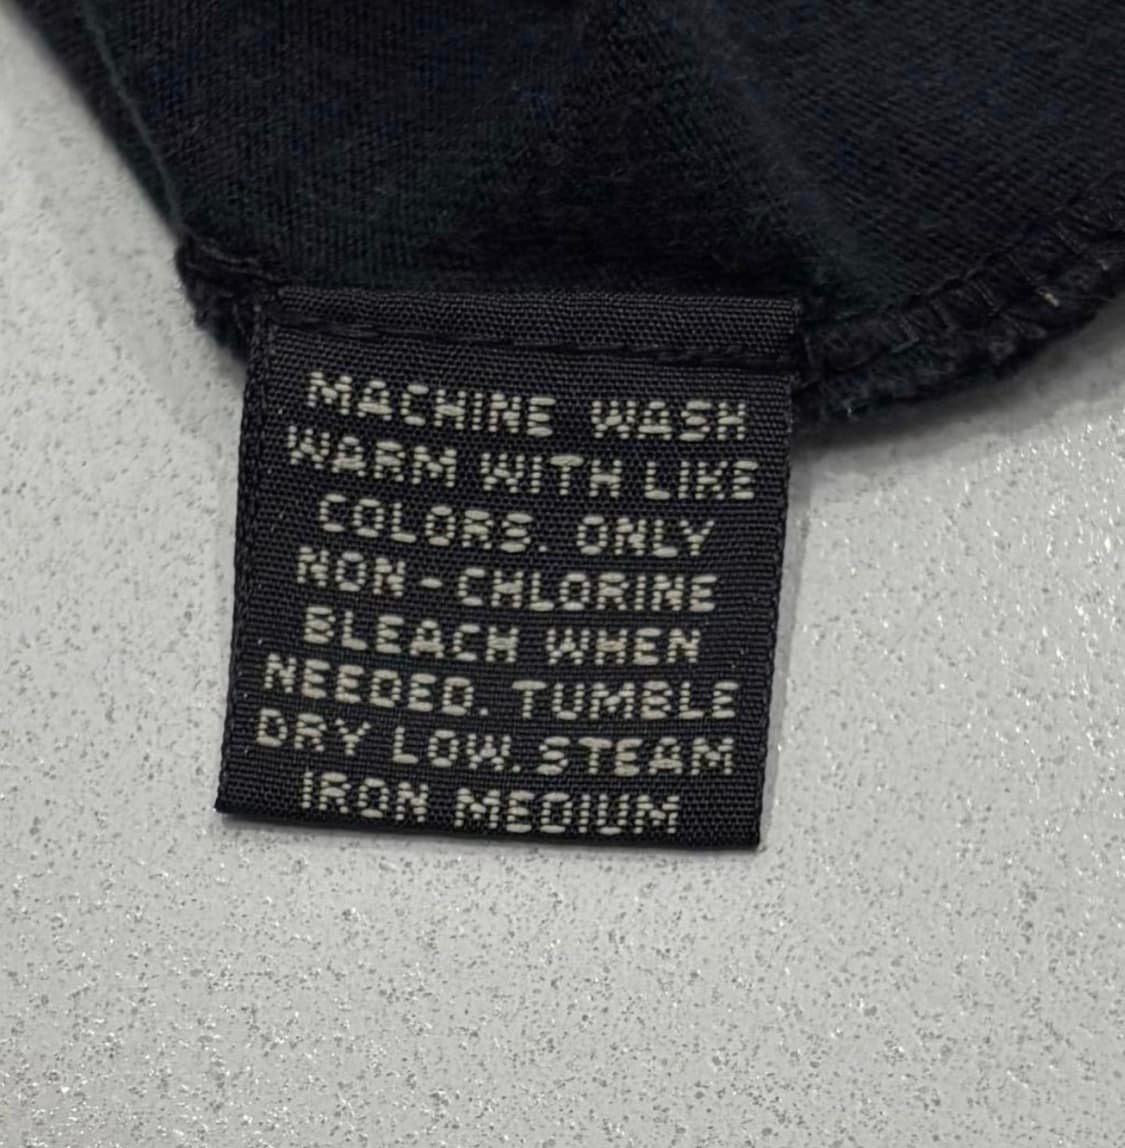 MACHINE WASH
WARM WITH LIKE
COLORS. ONLY
NON-CHLORINE
BLEACH WHEN
NEEDED. TUMBLE
DRY LOW. STEAM
IRON MEDIUM